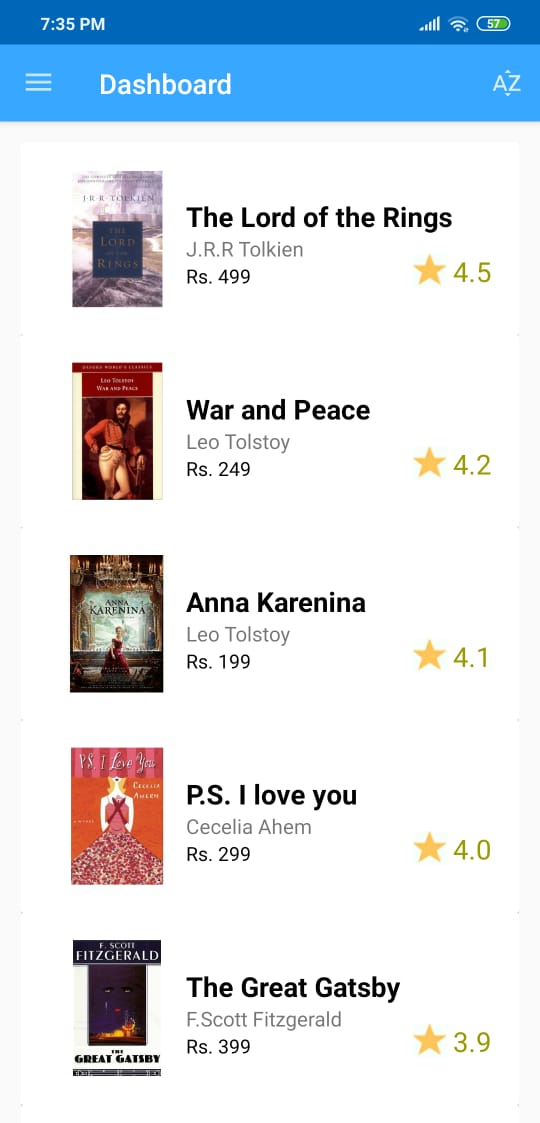 7:35 PM
57
Dashboard
AZ
J·R·R·TOLKIEN
THE
LORD
OF THE
RINGS
The Lord of the Rings
J.R.R Tolkien
Rs. 499
4.5
OXFORD WORLD'S CLASSICS
LEO TOLSTOY
WAR AND PEACE
War and Peace
Leo Tolstoy
Rs. 249
4.2
ANNA
KARENINA
Anna Karenina
Leo Tolstoy
Rs. 199
4.1
P.S. I Love You
CECELIA
AHERN
A NOVEL
P.S. I love you
Cecelia Ahem
Rs. 299
4.0
F. SCOTT
FITZGERALD
THE
GREAT GATSBY
The Great Gatsby
F.Scott Fitzgerald
Rs. 399
3.9